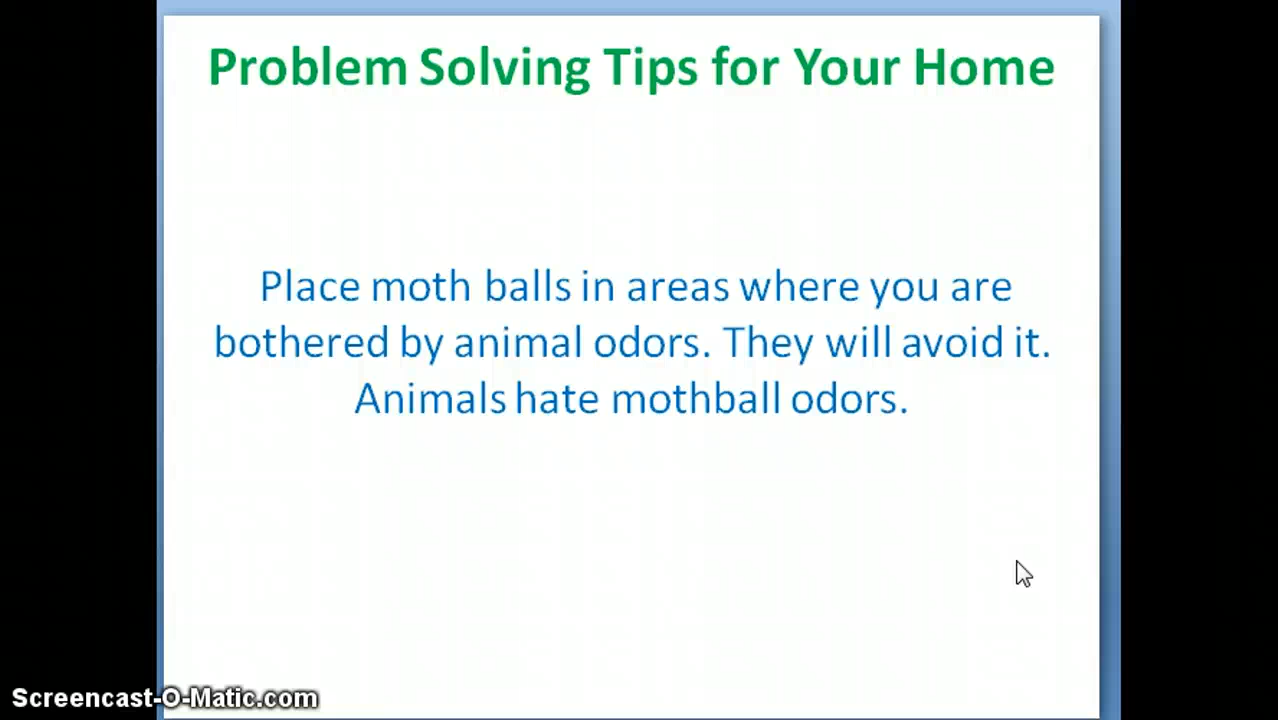 Problem Solving Tips for Your Home
Place moth balls in areas where you are
bothered by animal odors. They will avoid it.
Animals hate mothball odors.
Screencast-O-Matic.com